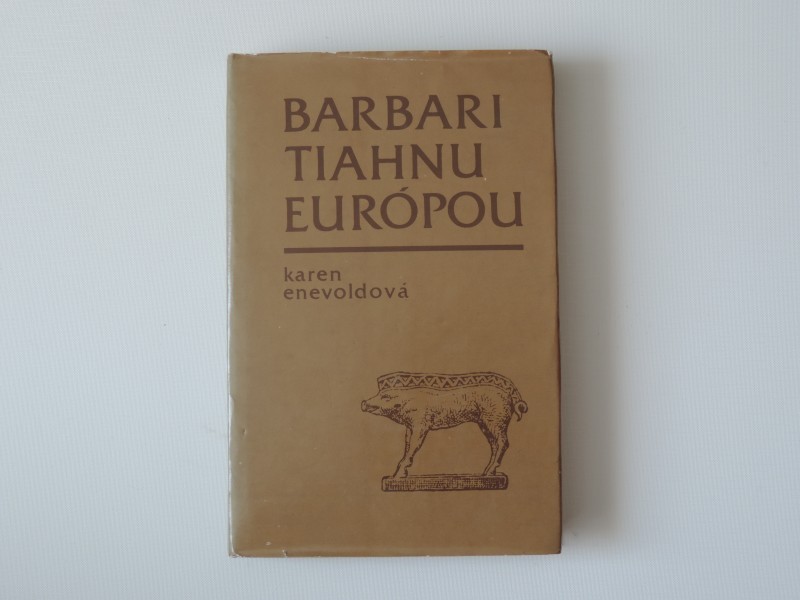 BARBARI
TIAHNU
EURÓPOU
karen
enevoldová